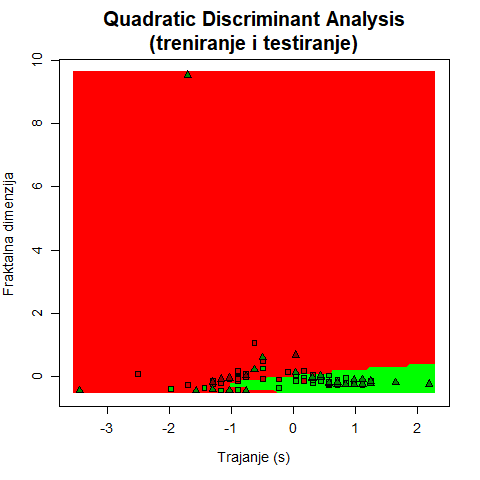 Quadratic Discriminant Analysis
(treniranje i testiranje)
10
8
6
4
2
0
Fraktalna dimenzija
-3 -2 -1 0 1 2
Trajanje (s)